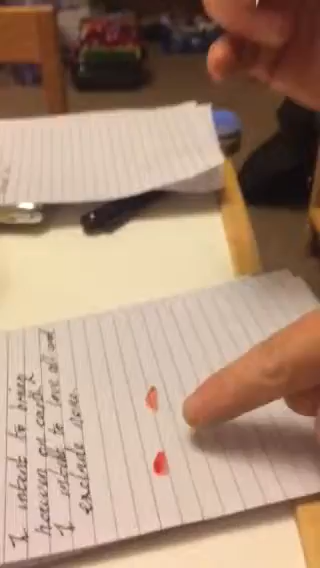 I intend to bring
heaven on earth
I intend to love all and
exclude none.